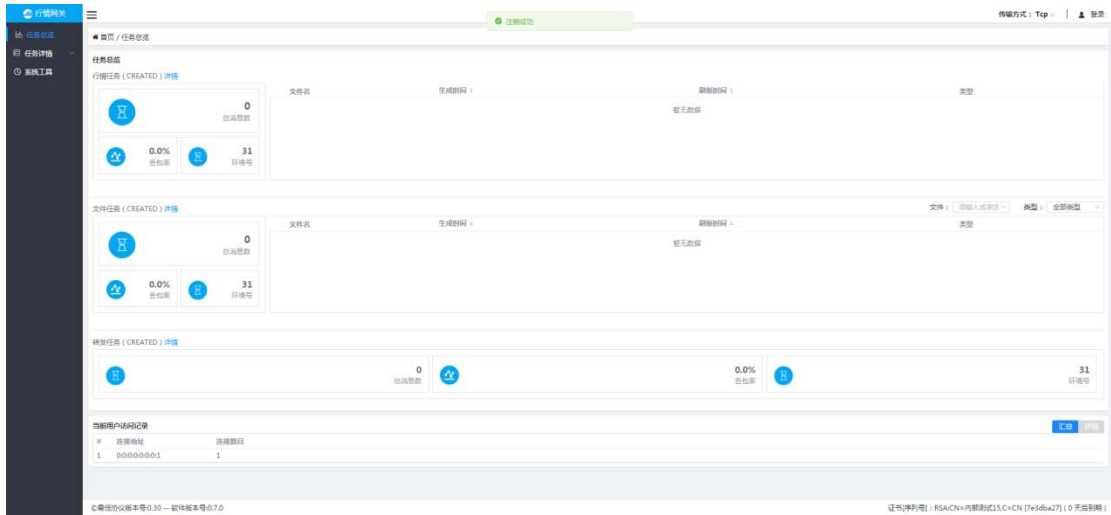 行情网关
注销成功
传输方式：Tcp
登录
任务总览
任务详情
系统工具
首页 / 任务总览
任务总览
行情任务 ( CREATED ) 详情
0
总消息数
0.0%
丢包率
31
环境号
文件名 生成时间 刷新时间 类型
暂无数据
文件任务 ( CREATED ) 详情
文件： 类型： 全部类型
0
总消息数
0.0%
丢包率
31
环境号
文件名 生成时间 刷新时间 类型
暂无数据
转发任务 ( CREATED ) 详情
0
总消息数
0.0%
丢包率
31
环境号
当前用户访问记录
汇总 详细
# 连接地址 连接数目
1 0:0:0:0:0:0:0:1 1
©最低协议版本号:0.30 -- 软件版本号:0.7.0
证书[序列号]：RSA:CN=内部测试15,C=CN [7e3dba27] ( 0 天后到期 )